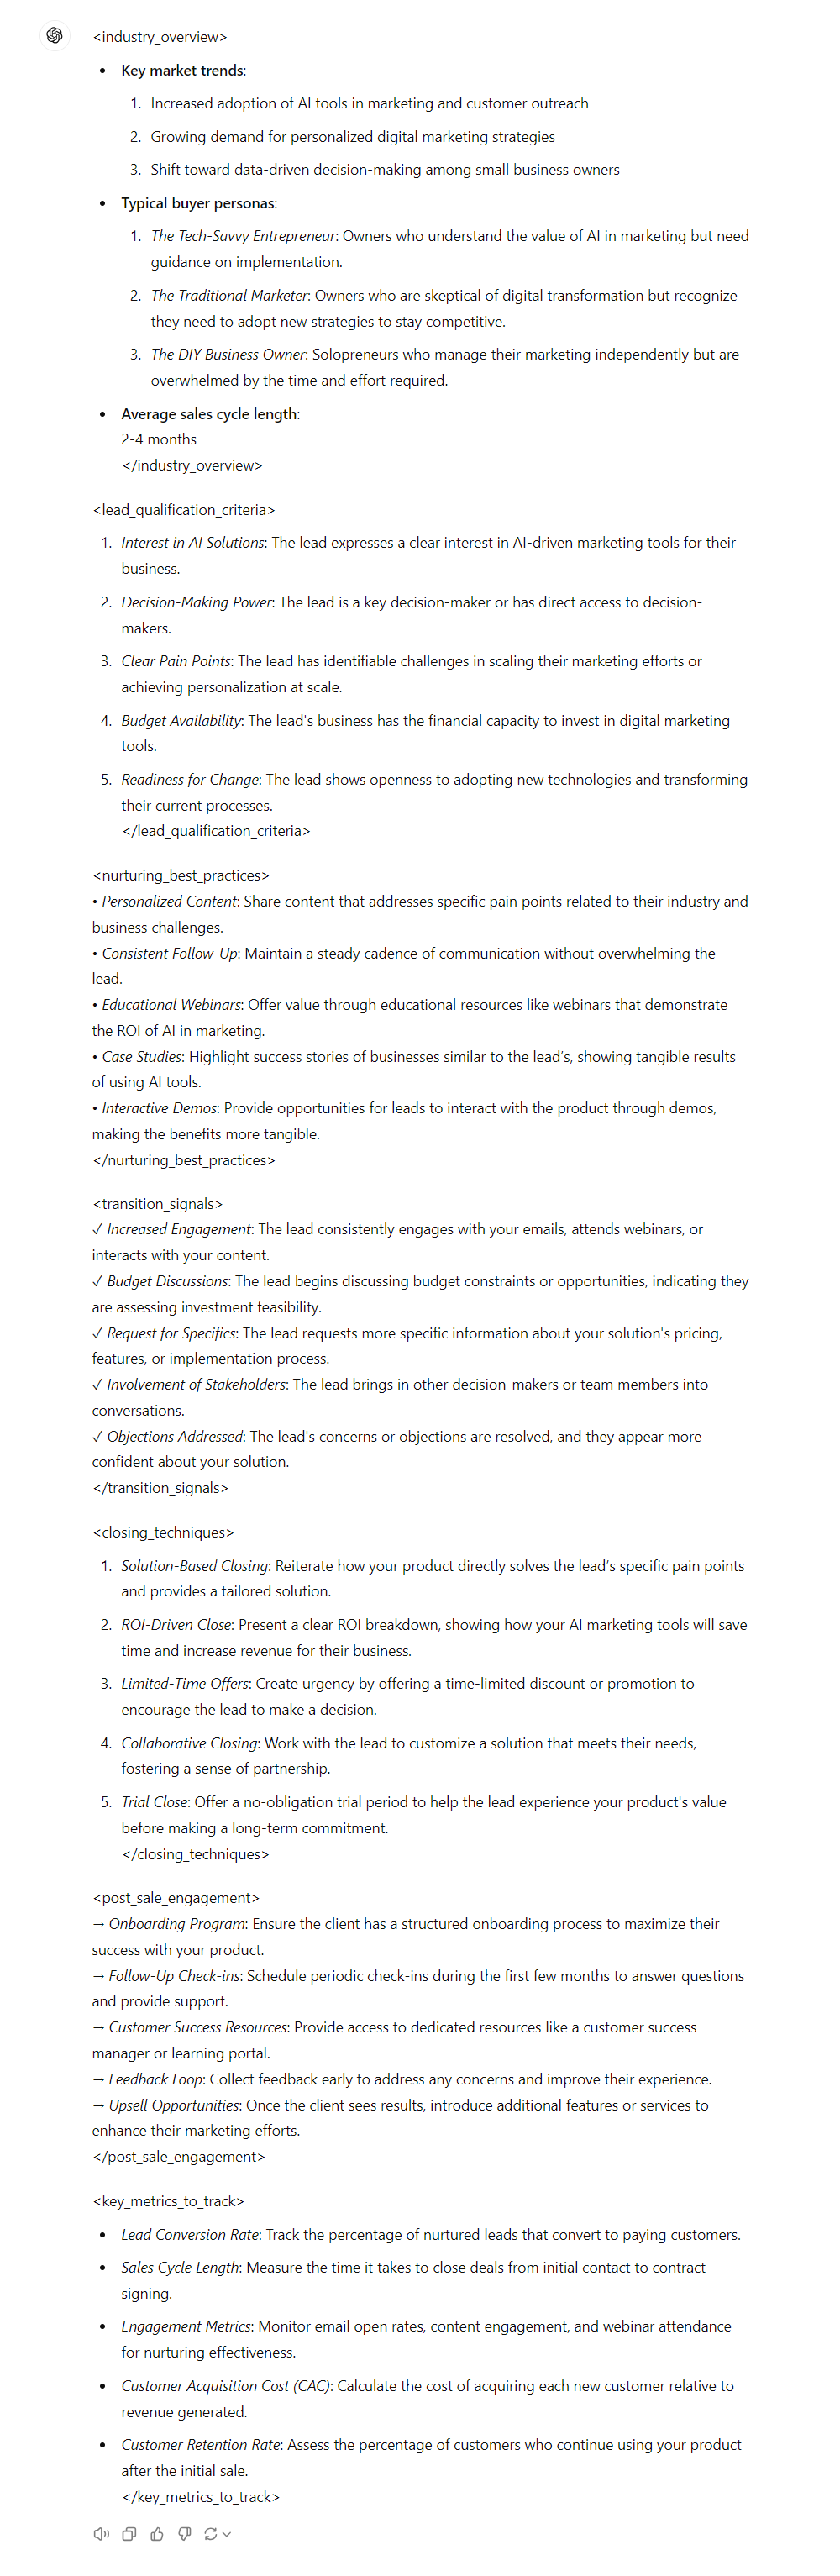 <industry_overview>
• Key market trends:
1. Increased adoption of AI tools in marketing and customer outreach
2. Growing demand for personalized digital marketing strategies
3. Shift toward data-driven decision-making among small business owners
• Typical buyer personas:
1. The Tech-Savvy Entrepreneur: Owners who understand the value of AI in marketing but need
guidance on implementation.
2. The Traditional Marketer: Owners who are skeptical of digital transformation but recognize
they need to adopt new strategies to stay competitive.
3. The DIY Business Owner: Solopreneurs who manage their marketing independently but are
overwhelmed by the time and effort required.
• Average sales cycle length:
2-4 months
</industry_overview>
<lead_qualification_criteria>
1. Interest in AI Solutions: The lead expresses a clear interest in AI-driven marketing tools for their
business.
2. Decision-Making Power: The lead is a key decision-maker or has direct access to decision-
makers.
3. Clear Pain Points: The lead has identifiable challenges in scaling their marketing efforts or
achieving personalization at scale.
4. Budget Availability: The lead's business has the financial capacity to invest in digital marketing
tools.
5. Readiness for Change: The lead shows openness to adopting new technologies and transforming
their current processes.
</lead_qualification_criteria>
<nurturing_best_practices>
• Personalized Content: Share content that addresses specific pain points related to their industry and
business challenges.
• Consistent Follow-Up: Maintain a steady cadence of communication without overwhelming the
lead.
• Educational Webinars: Offer value through educational resources like webinars that demonstrate
the ROI of AI in marketing.
• Case Studies: Highlight success stories of businesses similar to the lead’s, showing tangible results
of using AI tools.
• Interactive Demos: Provide opportunities for leads to interact with the product through demos,
making the benefits more tangible.
</nurturing_best_practices>
<transition_signals>
✓ Increased Engagement: The lead consistently engages with your emails, attends webinars, or
interacts with your content.
✓ Budget Discussions: The lead begins discussing budget constraints or opportunities, indicating they
are assessing investment feasibility.
✓ Request for Specifics: The lead requests more specific information about your solution's pricing,
features, or implementation process.
✓ Involvement of Stakeholders: The lead brings in other decision-makers or team members into
conversations.
✓ Objections Addressed: The lead's concerns or objections are resolved, and they appear more
confident about your solution.
</transition_signals>
<closing_techniques>
1. Solution-Based Closing: Reiterate how your product directly solves the lead’s specific pain points
and provides a tailored solution.
2. ROI-Driven Close: Present a clear ROI breakdown, showing how your AI marketing tools will save
time and increase revenue for their business.
3. Limited-Time Offers: Create urgency by offering a time-limited discount or promotion to
encourage the lead to make a decision.
4. Collaborative Closing: Work with the lead to customize a solution that meets their needs,
fostering a sense of partnership.
5. Trial Close: Offer a no-obligation trial period to help the lead experience your product's value
before making a long-term commitment.
</closing_techniques>
<post_sale_engagement>
→ Onboarding Program: Ensure the client has a structured onboarding process to maximize their
success with your product.
→ Follow-Up Check-ins: Schedule periodic check-ins during the first few months to answer questions
and provide support.
→ Customer Success Resources: Provide access to dedicated resources like a customer success
manager or learning portal.
→ Feedback Loop: Collect feedback early to address any concerns and improve their experience.
→ Upsell Opportunities: Once the client sees results, introduce additional features or services to
enhance their marketing efforts.
</post_sale_engagement>
<key_metrics_to_track>
• Lead Conversion Rate: Track the percentage of nurtured leads that convert to paying customers.
• Sales Cycle Length: Measure the time it takes to close deals from initial contact to contract
signing.
• Engagement Metrics: Monitor email open rates, content engagement, and webinar attendance
for nurturing effectiveness.
• Customer Acquisition Cost (CAC): Calculate the cost of acquiring each new customer relative to
revenue generated.
• Customer Retention Rate: Assess the percentage of customers who continue using your product
after the initial sale.
</key_metrics_to_track>